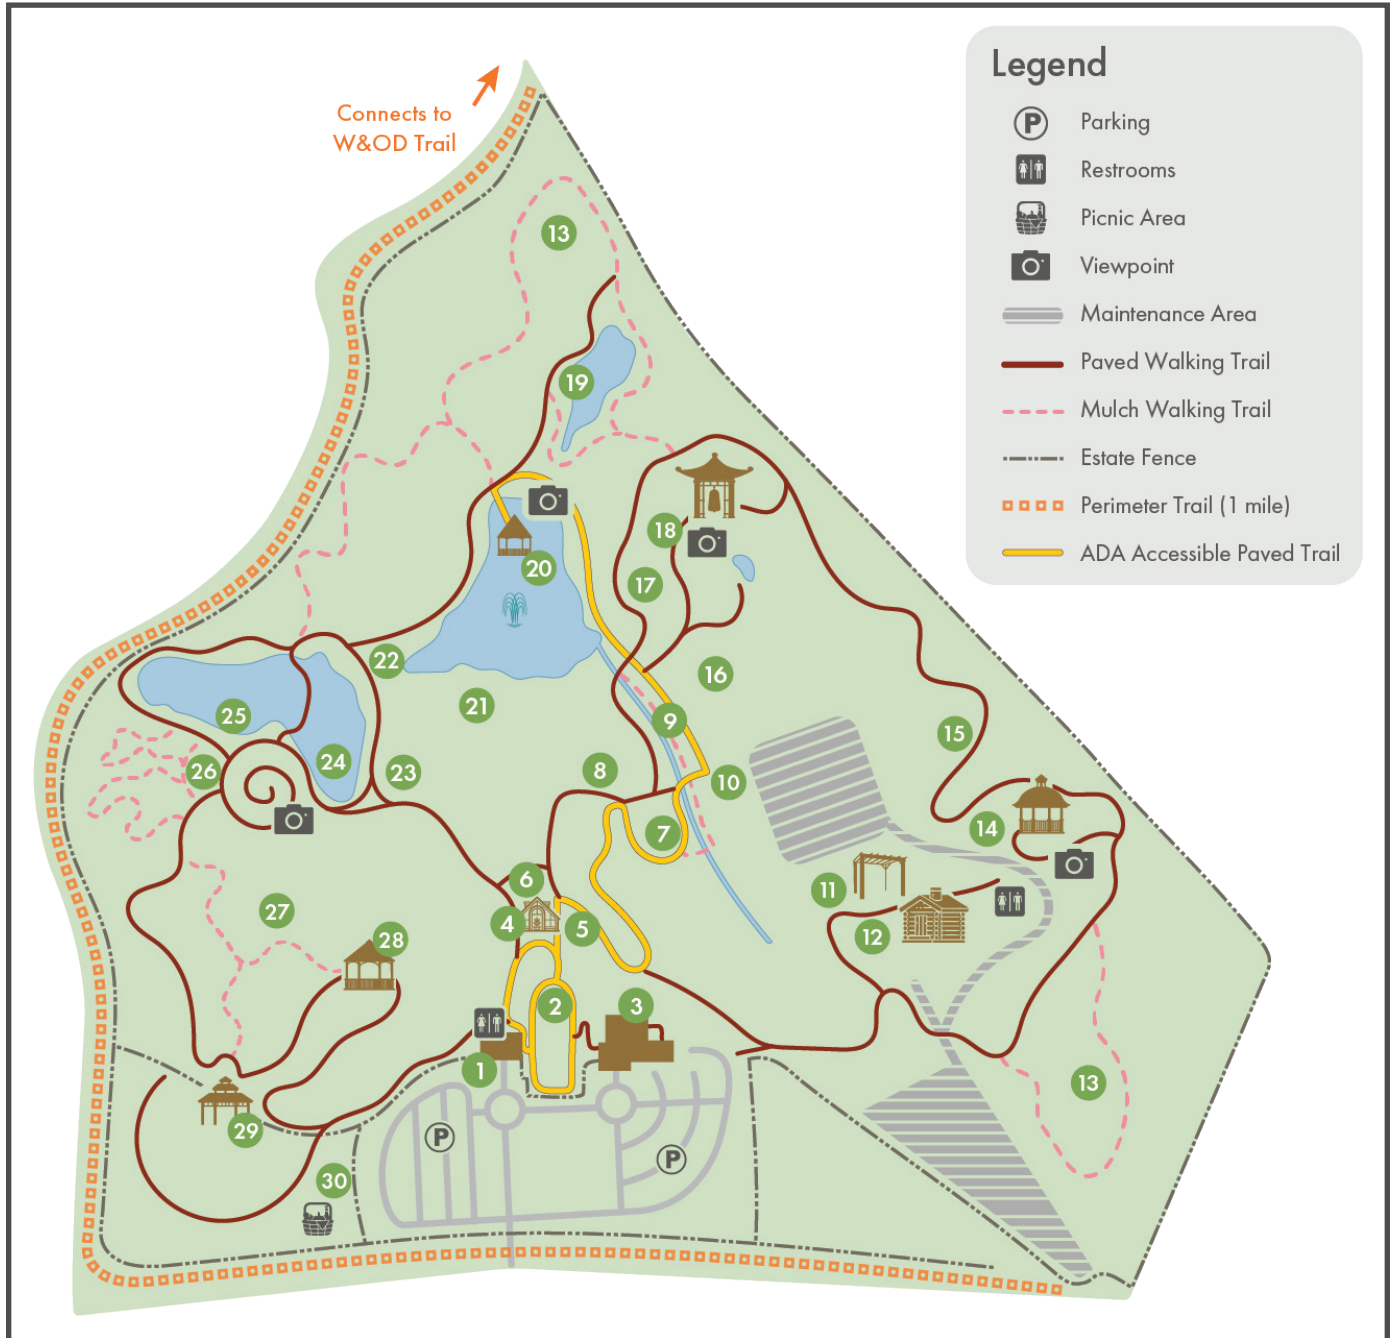 Connects to
W&OD Trail
Legend
P Parking
Restrooms
Picnic Area
Viewpoint
Maintenance Area
Paved Walking Trail
Mulch Walking Trail
Estate Fence
Perimeter Trail (1 mile)
ADA Accessible Paved Trail
13
19
18
20
17
22
16
21
25
9
15
24
26
23
8
10
14
7
6
11
27
4
5
12
28
2
3
1
13
29
P
P
30